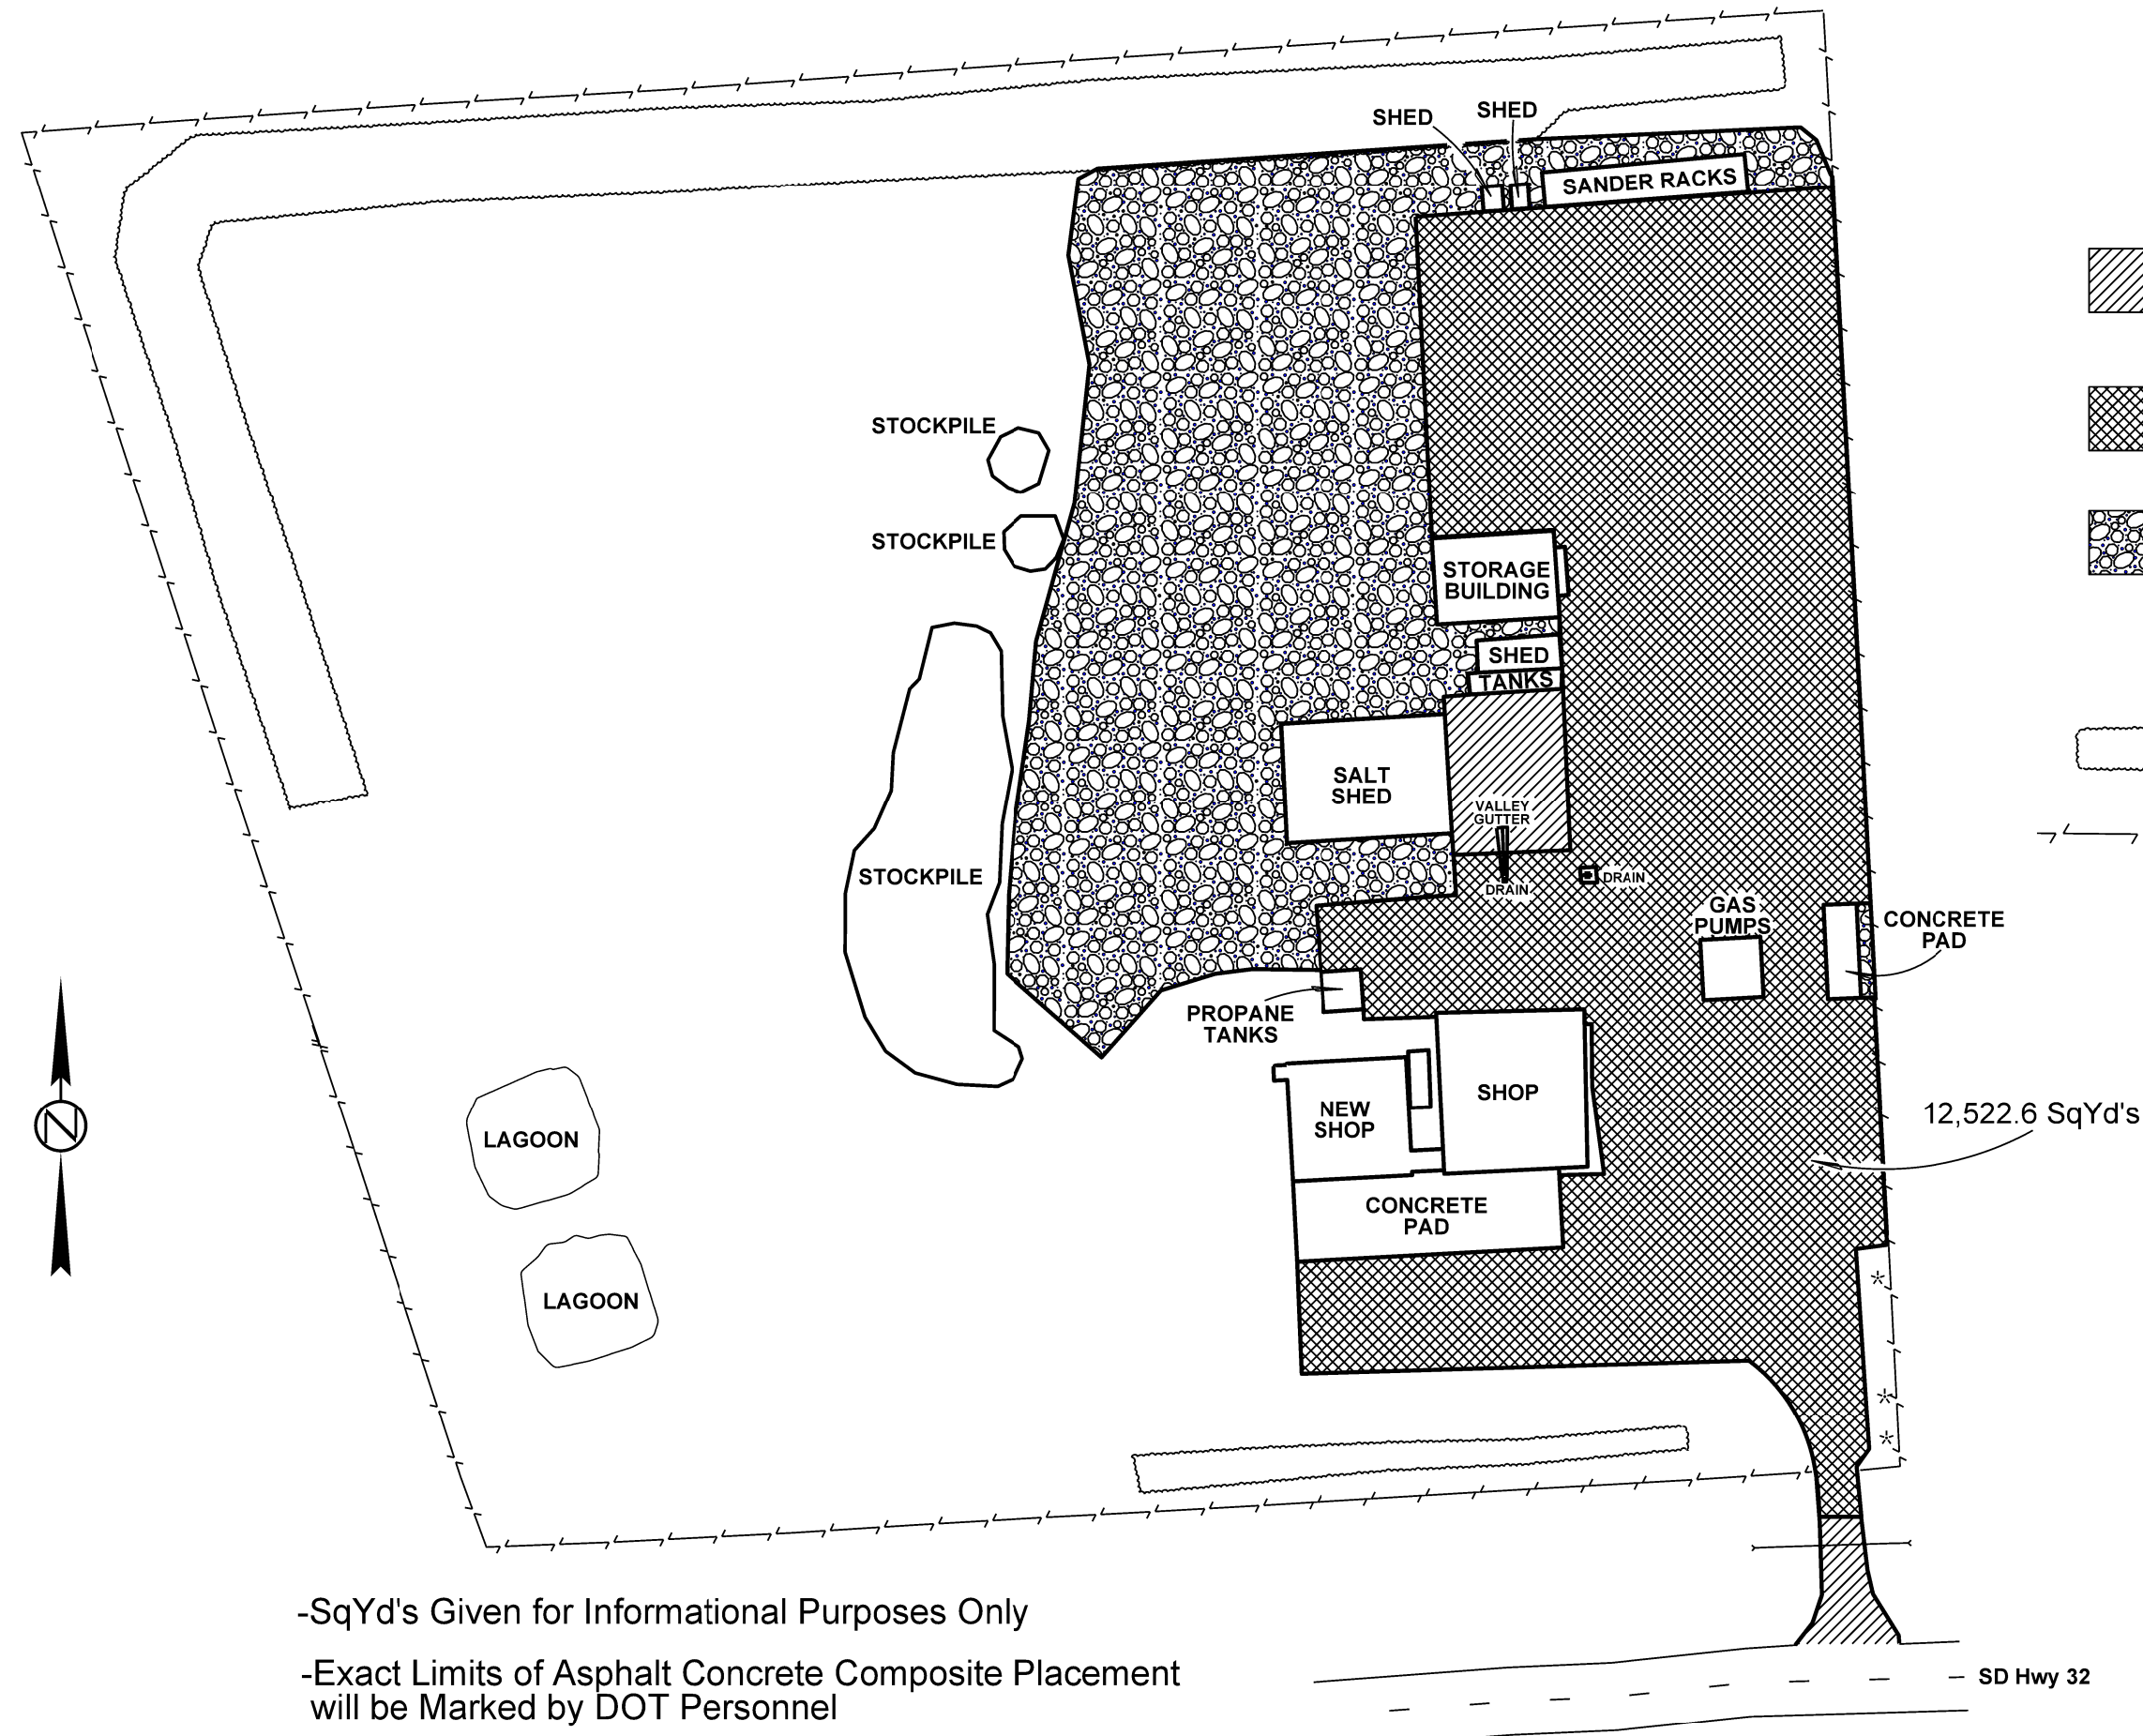 SHED
SHED
SANDER RACKS
STOCKPILE
STOCKPILE
STORAGE
BUILDING
SHED
TANKS
SALT
SHED
VALLEY
GUTTER
STOCKPILE
DRAIN
DRAIN
GAS
PUMPS
CONCRETE
PAD
PROPANE
TANKS
SHOP
NEW
SHOP
12,522.6 SqYd's
LAGOON
N
CONCRETE
PAD
LAGOON
-SqYd's Given for Informational Purposes Only
-Exact Limits of Asphalt Concrete Composite Placement
will be Marked by DOT Personnel
SD Hwy 32